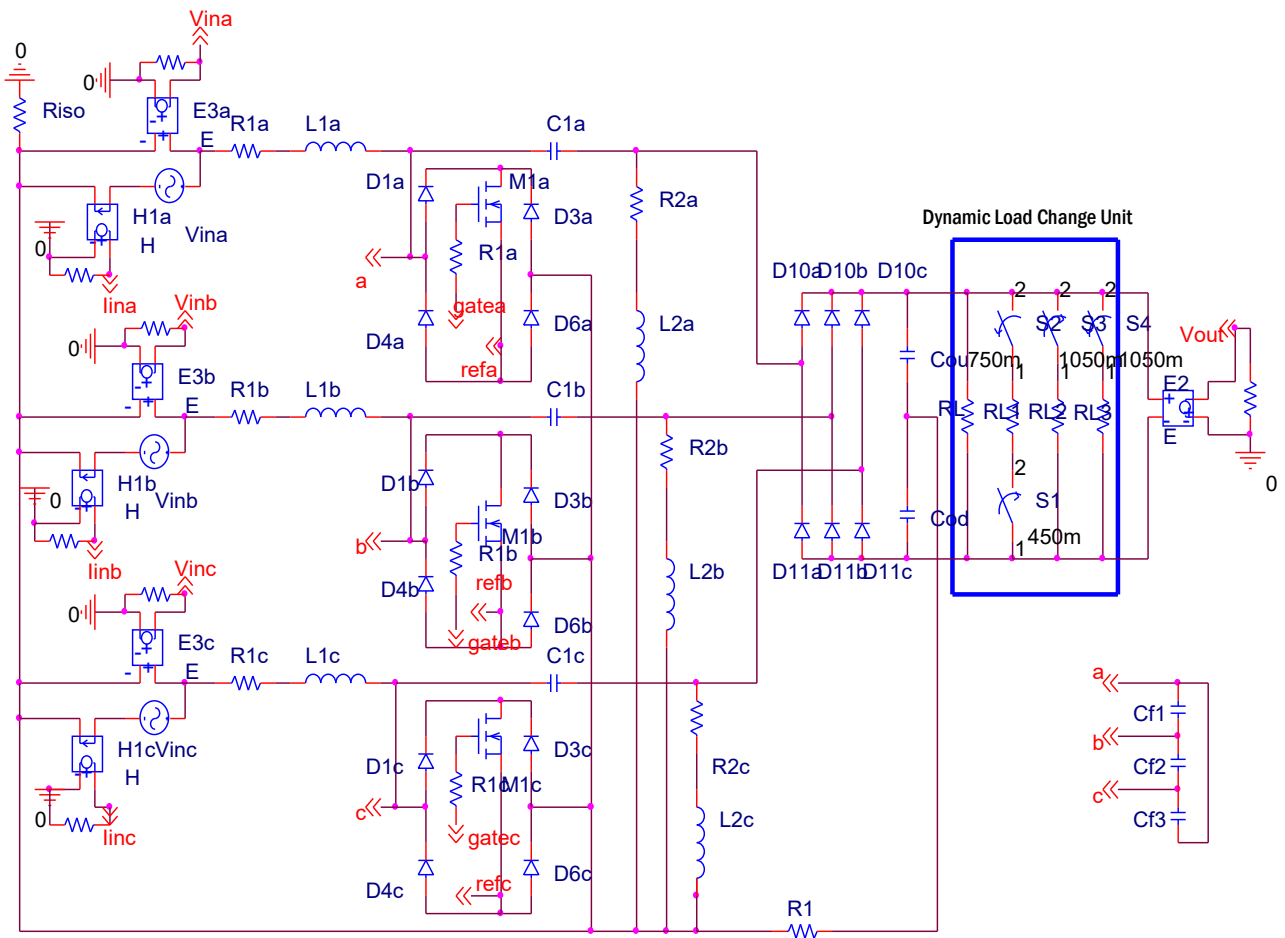 Vina
0
0
Riso
E3a
E
R1a
L1a
C1a
D1a
M1a
D3a
R2a
H1a
H
Vina
0
Iina
a
R1a
gatea
D4a
D6a
refa
L2a
Dynamic Load Change Unit
D10a
D10b
D10c
2
2
2
S2
S3
S4
Cou
750m
1050m
1050m
1
1
1
Vout
E2
E
0
RL
RL1
RL2
RL3
2
S1
Cod
1
450m
D11a
D11b
D11c
Vinb
0
E3b
E
R1b
L1b
C1b
R2b
H1b
H
Vinb
0
Iinb
D1b
D3b
M1b
R1b
b
D4b
refb
D6b
gateb
L2b
Vinc
0
E3c
E
R1c
L1c
C1c
H1c
H
Vinc
0
Iinc
D1c
D3c
R1c
M1c
c
gatec
D4c
refc
D6c
R2c
L2c
R1
a
Cf1
b
Cf2
c
Cf3